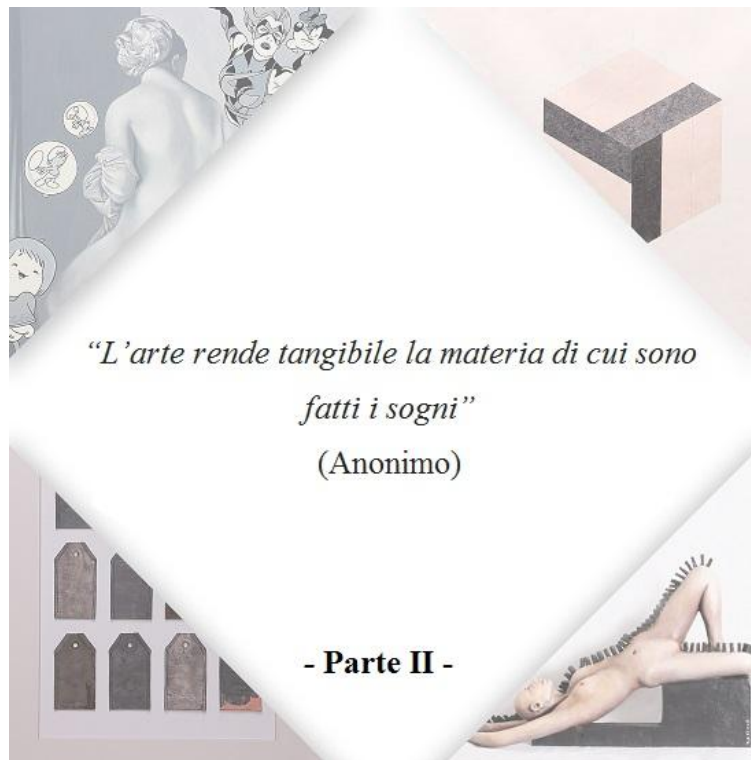 “L’arte rende tangibile la materia di cui sono
fatti i sogni”
(Anonimo)
- Parte II -